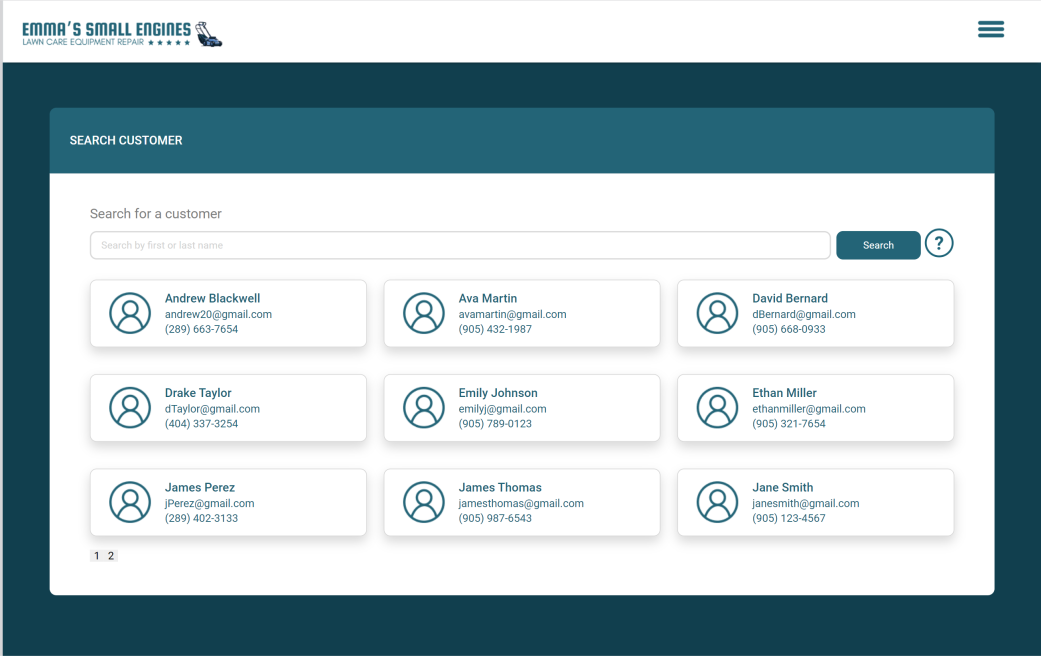 EMMA'S SMALL ENGINES
LAWN CARE EQUIPMENT REPAIR ★★★★★
SEARCH CUSTOMER
Search for a customer
Search by first or last name
Search
?
Andrew Blackwell
andrew20@gmail.com
(289) 663-7654
Ava Martin
avamartin@gmail.com
(905) 432-1987
David Bernard
dBernard@gmail.com
(905) 668-0933
Drake Taylor
dTaylor@gmail.com
(404) 337-3254
Emily Johnson
emilyj@gmail.com
(905) 789-0123
Ethan Miller
ethanmiller@gmail.com
(905) 321-7654
James Perez
jPerez@gmail.com
(289) 402-3133
James Thomas
jamesthomas@gmail.com
(905) 987-6543
Jane Smith
janesmith@gmail.com
(905) 123-4567
1 2